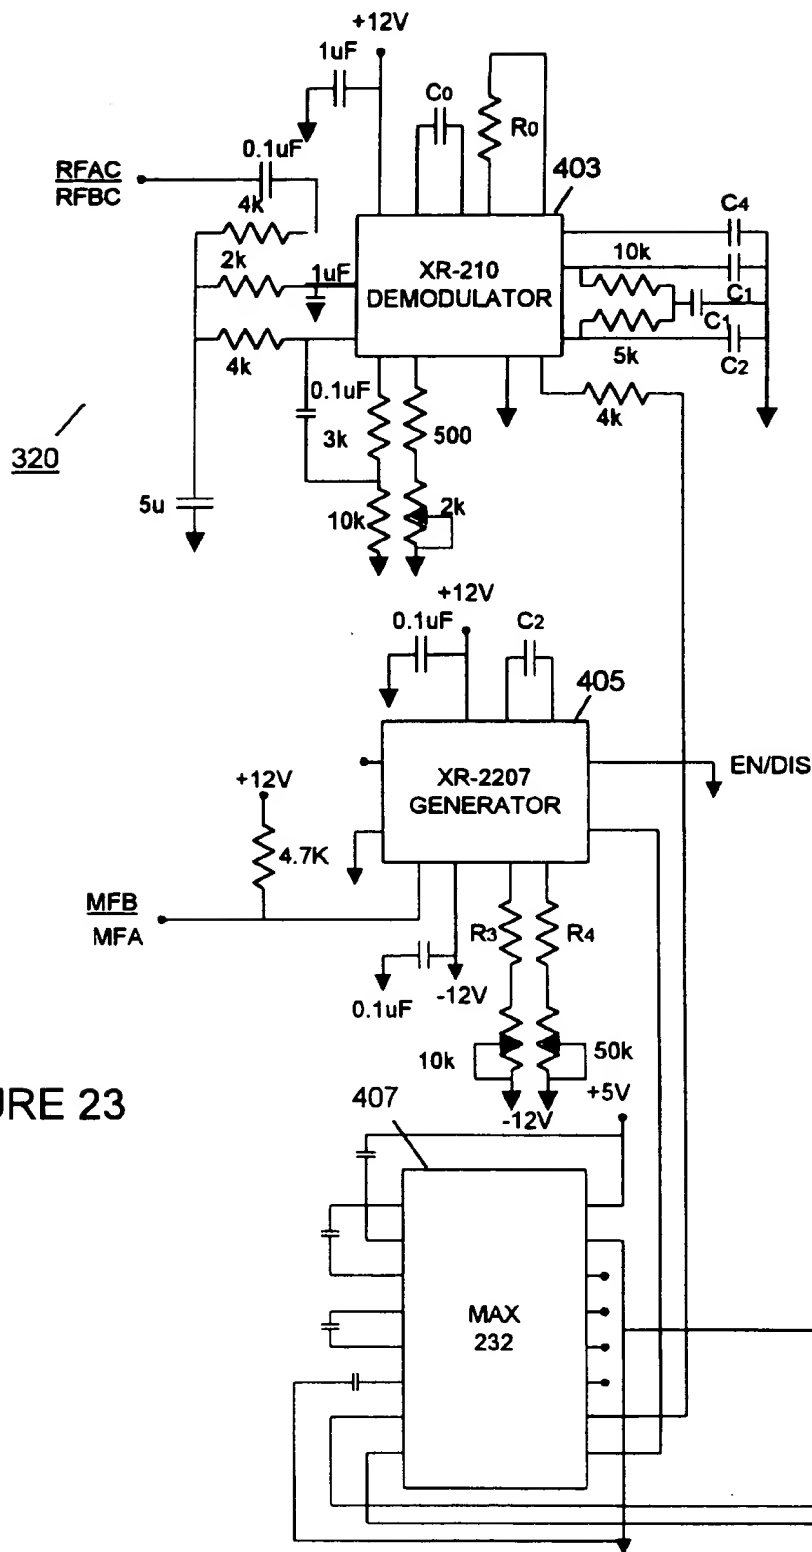 +12V
1uF
C0
R0
0.1uF
403
RFAC
RFBC
4k
C4
2k
1uF
XR-210
DEMODULATOR
10k
C1
C1
4k
5k
C2
0.1uF
4k
3k
500
320
5u
10k
2k
+12V
0.1uF
C2
405
XR-2207
GENERATOR
EN/DIS
+12V
4.7K
MFB
MFA
R3
R4
0.1uF
-12V
10k
50k
URE 23
407
-12V
+5V
MAX
232